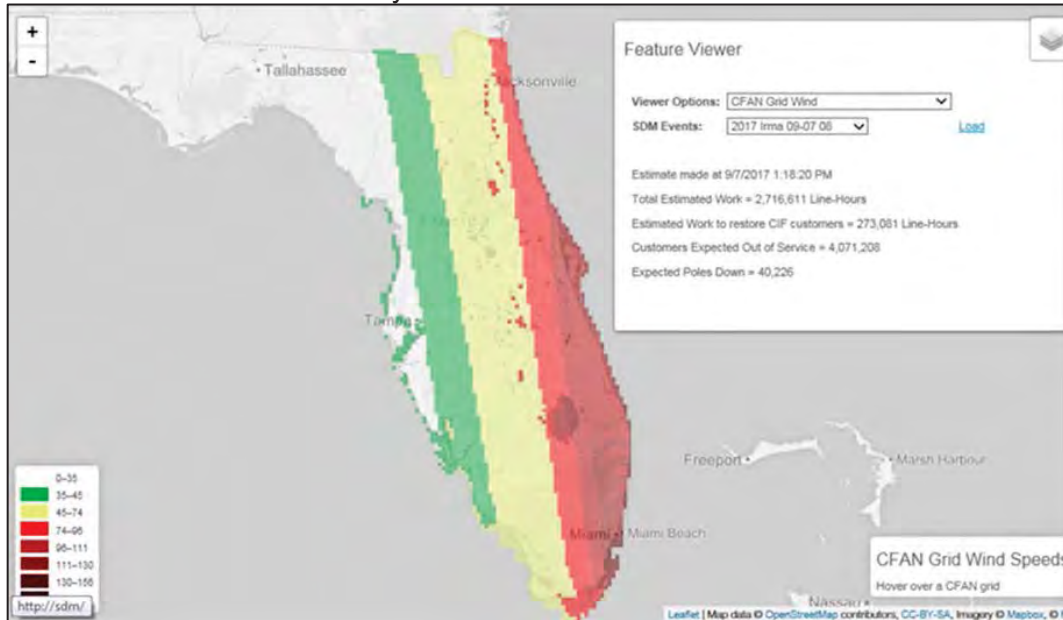 +
-
Tallahassee
Jacksonville
Tampa
Miami
Miami Beach
Freeport
Marsh Harbour
Nassau
Feature Viewer
Viewer Options: CFAN Grid Wind
SDM Events: 2017 Irma 09-07 08 Load
Estimate made at 9/7/2017 1:18:20 PM
Total Estimated Work = 2,716,611 Line-Hours
Estimated Work to restore CIF customers = 273,081 Line-Hours
Customers Expected Out of Service = 4,071,208
Expected Poles Down = 40,226
0–35
35–45
45–74
74–96
96–111
111–130
130–156
http://sdm/
CFAN Grid Wind Speeds
Hover over a CFAN grid
Leaflet | Map data © OpenStreetMap contributors, CC-BY-SA, Imagery © Mapbox, ©